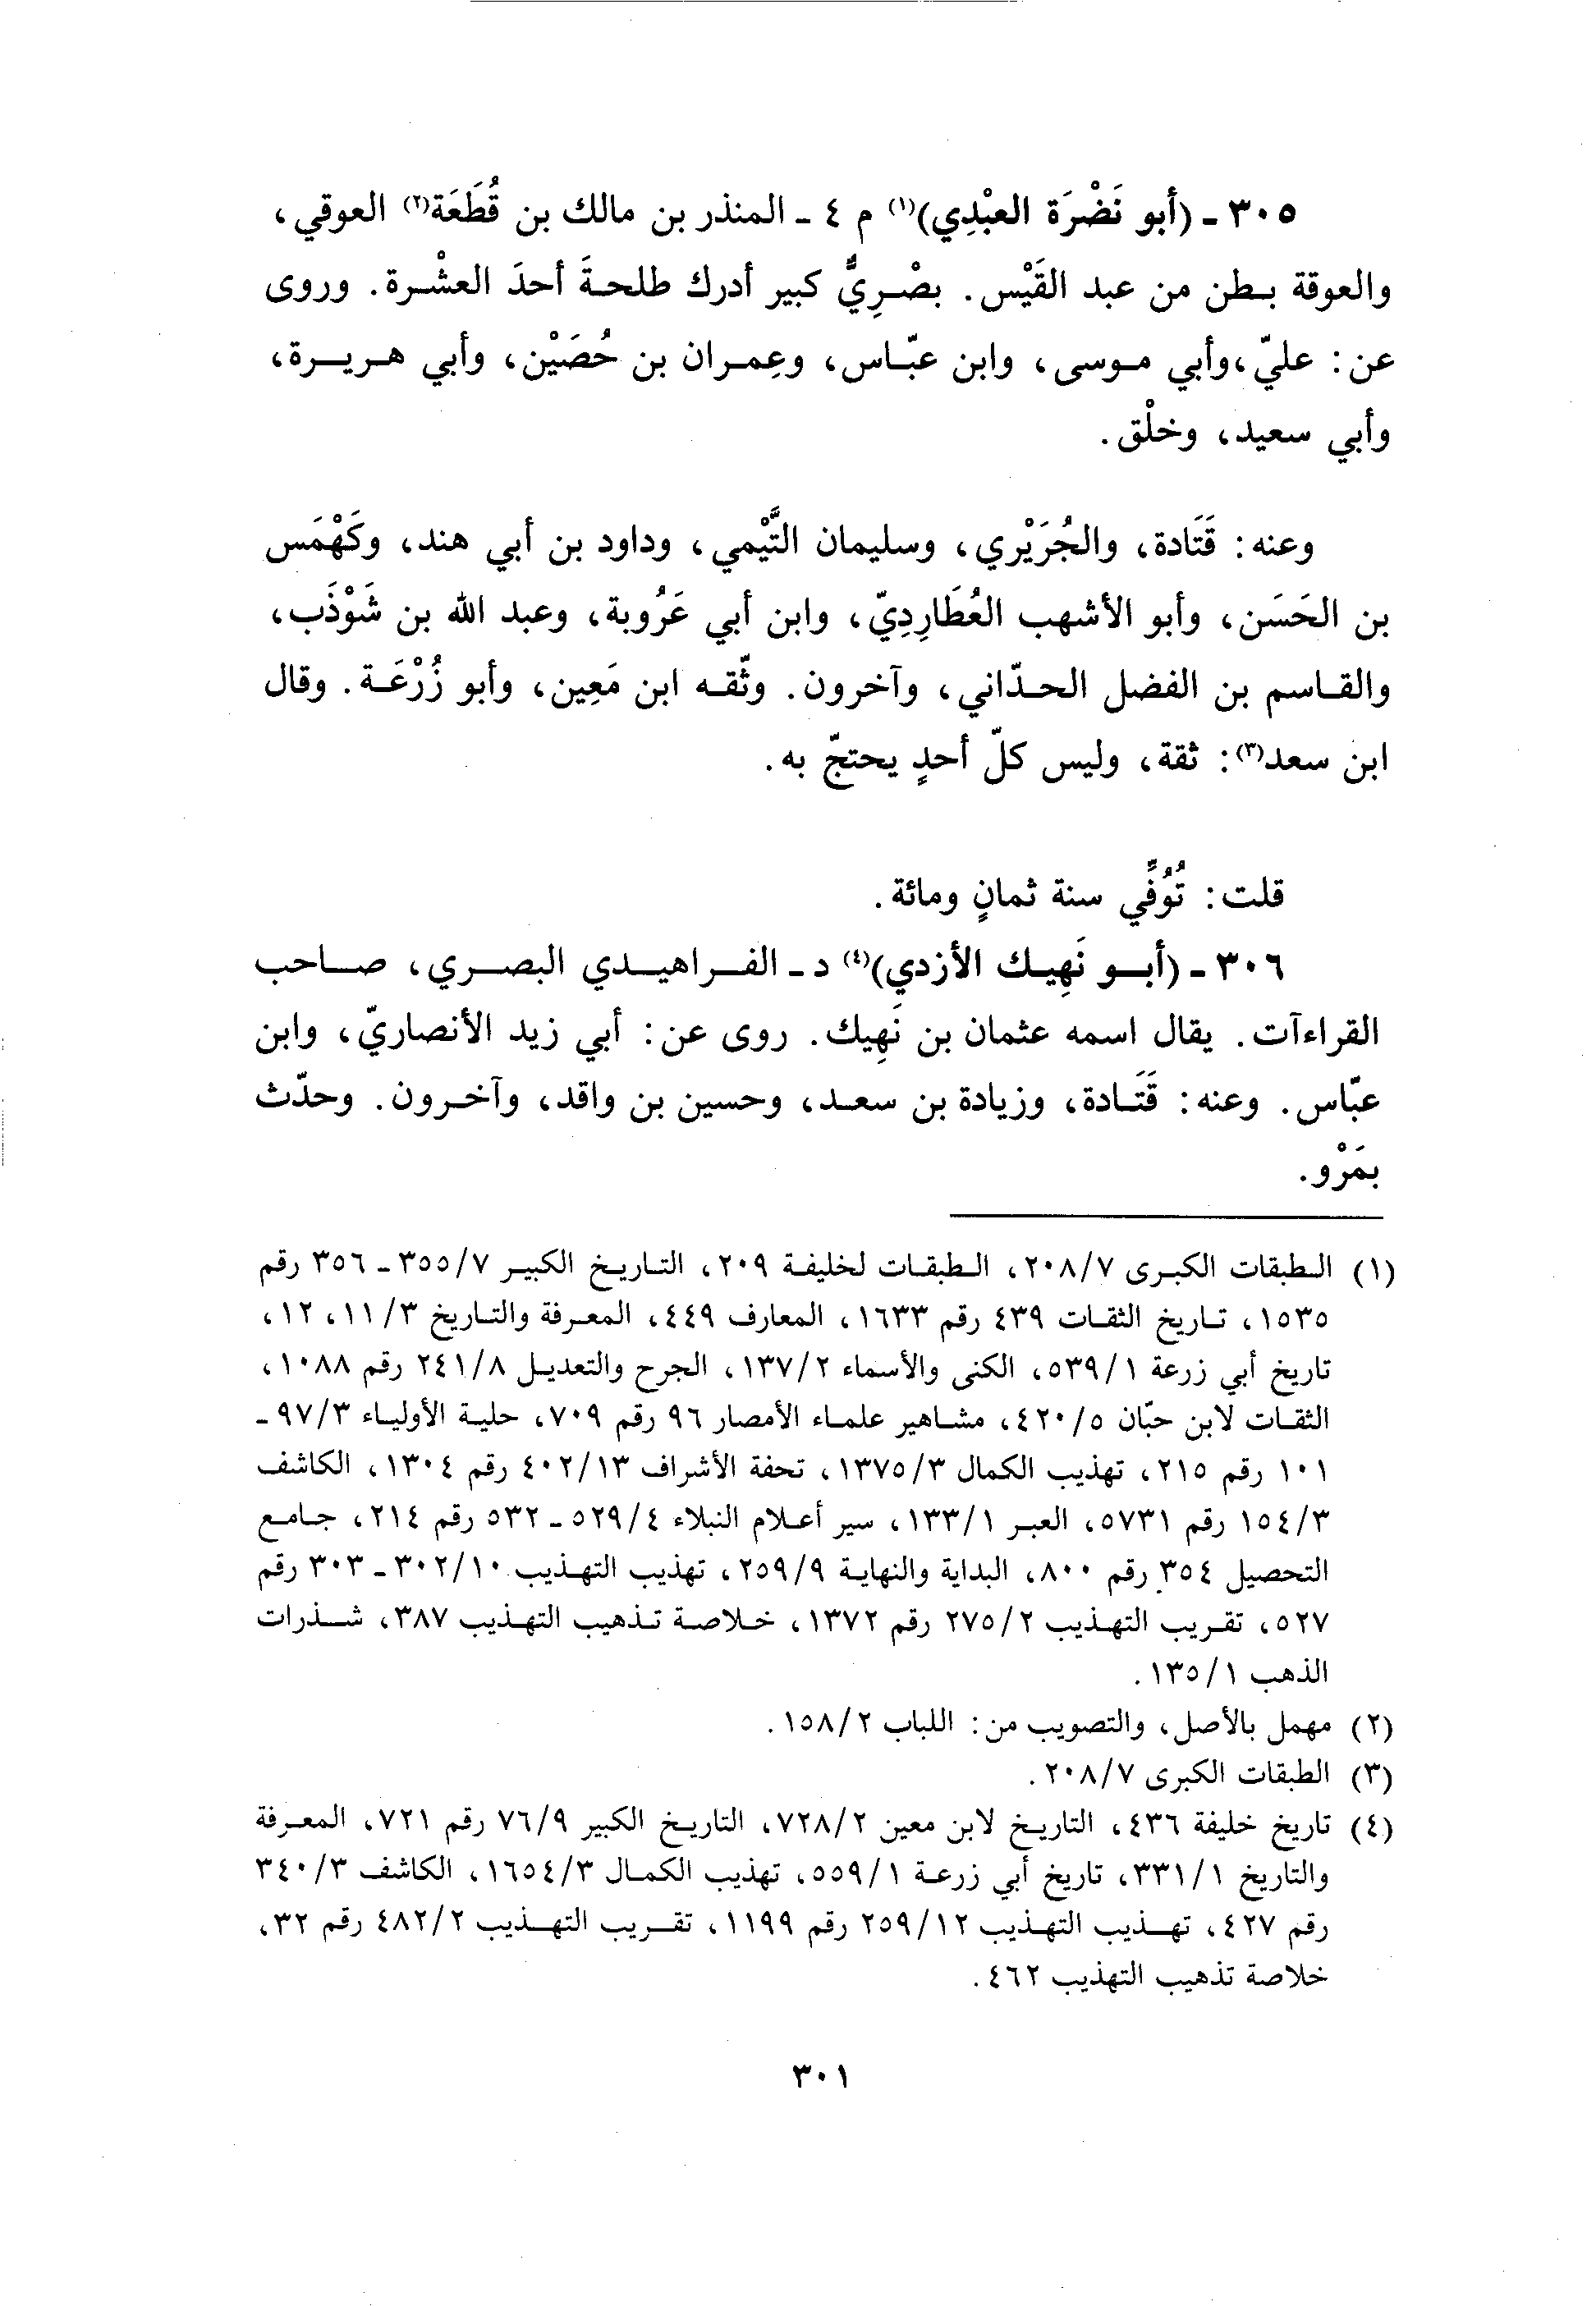 ٣٠٥ - (أبو نَضْرَة العبْدِي)(١) م ٤ - المنذر بن مالك بن قُطَعَة(٢) العوقي،
والعوقة بطن من عبد القَيْس. بصْرِيٌّ كبير أدرك طلحةَ أحدَ العشْرة. وروى
عن: عليّ، وأبي موسى، وابن عبّاس، وعِمران بن حُصَيْن، وأبي هريرة،
وأبي سعيد، وخلْق.
وعنه: قَتَادة، والجُرَيْري، وسليمان التَّيْمي، وداود بن أبي هند، وكَهْمَس
بن الحَسَن، وأبو الأشهب العُطَارِدِيّ، وابن أبي عَرُوبة، وعبد الله بن شَوْذَب،
والقاسم بن الفضل الحدّاني، وآخرون. وثّقه ابن مَعِين، وأبو زُرْعَة. وقال
ابن سعد(٣): ثقة، وليس كلّ أحدٍ يحتجّ به.
قلت: تُوُفِّي سنة ثمانٍ ومائة.
٣٠٦ - (أبو نَهِيك الأزدي)(٤) د - الفراهيدي البصري، صاحب
القراءآت. يقال اسمه عثمان بن نَهِيك. روى عن: أبي زيد الأنصاريّ، وابن
عبّاس. وعنه: قَتَادة، وزيادة بن سعد، وحسين بن واقد، وآخرون. وحدّث
بمَرْو.
(١) الطبقات الكبرى ٢٠٨/٧، الطبقات لخليفة ٢٠٩، التاريخ الكبير ٣٥٥/٧ - ٣٥٦ رقم
١٥٣٥، تاريخ الثقات ٤٣٩ رقم ١٦٣٣، المعارف ٤٤٩، المعرفة والتاريخ ١١/٣، ١٢،
تاريخ أبي زرعة ٥٣٩/١، الكنى والأسماء ١٣٧/٢، الجرح والتعديل ٢٤١/٨ رقم ١٠٨٨،
الثقات لابن حبّان ٤٢٠/٥، مشاهير علماء الأمصار ٩٦ رقم ٧٠٩، حلية الأولياء ٩٧/٣ -
١٠١ رقم ٢١٥، تهذيب الكمال ١٣٧٥/٣، تحفة الأشراف ٤٠٢/١٣ رقم ١٣٠٤، الكاشف
١٥٤/٣ رقم ٥٧٣١، العبر ١٣٣/١، سير أعلام النبلاء ٥٢٩/٤ - ٥٣٢ رقم ٢١٤، جامع
التحصيل ٣٥٤ رقم ٨٠٠، البداية والنهاية ٢٥٩/٩، تهذيب التهذيب ٣٠٢/١٠ - ٣٠٣ رقم
٥٢٧، تقريب التهذيب ٢٧٥/٢ رقم ١٣٧٢، خلاصة تذهيب التهذيب ٣٨٧، شذرات
الذهب ١٣٥/١.
(٢) مهمل بالأصل، والتصويب من: اللباب ١٥٨/٢.
(٣) الطبقات الكبرى ٢٠٨/٧.
(٤) تاريخ خليفة ٤٣٦، التاريخ لابن معين ٧٢٨/٢، التاريخ الكبير ٧٦/٩ رقم ٧٢١، المعرفة
والتاريخ ٣٣١/١، تاريخ أبي زرعة ٥٥٩/١، تهذيب الكمال ١٦٥٤/٣، الكاشف ٣٤٠/٣
رقم ٤٢٧، تهذيب التهذيب ٢٥٩/١٢ رقم ١١٩٩، تقريب التهذيب ٤٨٢/٢ رقم ٣٢،
خلاصة تذهيب التهذيب ٤٦٢.
٣٠١